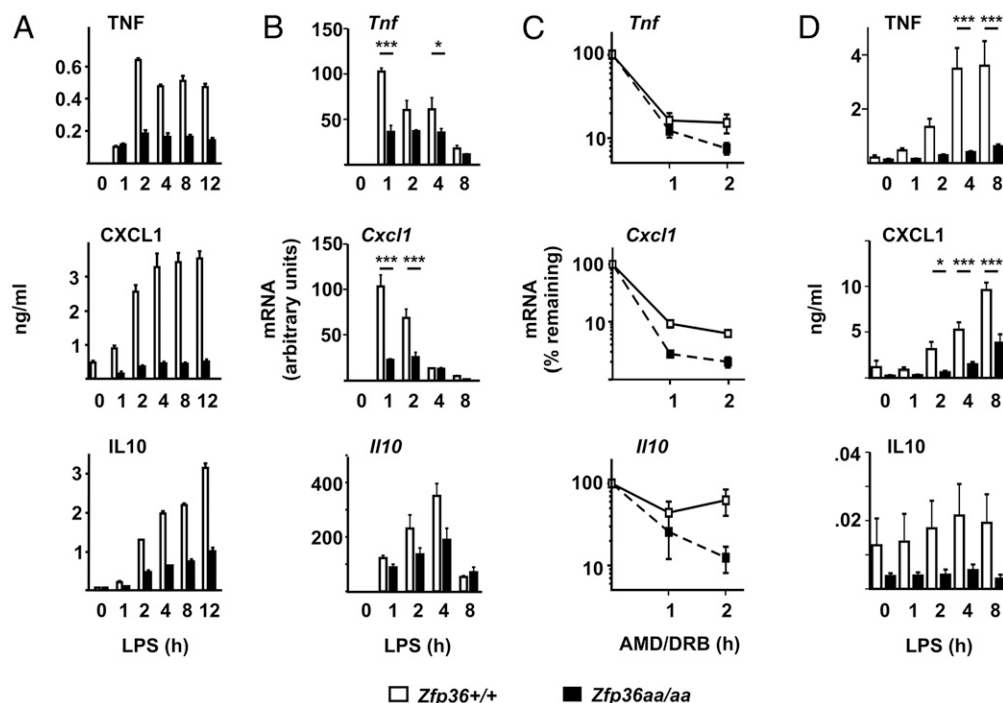 A
B
C
D
TNF
0.6
0.4
0.2
0 1 2 4 8 12
CXCL1
ng/ml
3
2
1
0 1 2 4 8 12
IL10
3
2
1
0 1 2 4 8 12
LPS (h)
Tnf
*** *
150
100
50
0 1 2 4 8
Cxcl1
*** ***
mRNA
(arbitrary units)
150
100
50
0 1 2 4 8
Il10
400
200
0 1 2 4 8
LPS (h)
Tnf
100
10
1 2
Cxcl1
mRNA
(% remaining)
100
10
1 2
Il10
100
10
1 2
AMD/DRB (h)
TNF
*** ***
4
2
0 1 2 4 8
CXCL1
* *** ***
ng/ml
10
5
0 1 2 4 8
IL10
.04
.02
0 1 2 4 8
LPS (h)
Zfp36+/+ Zfp36aa/aa